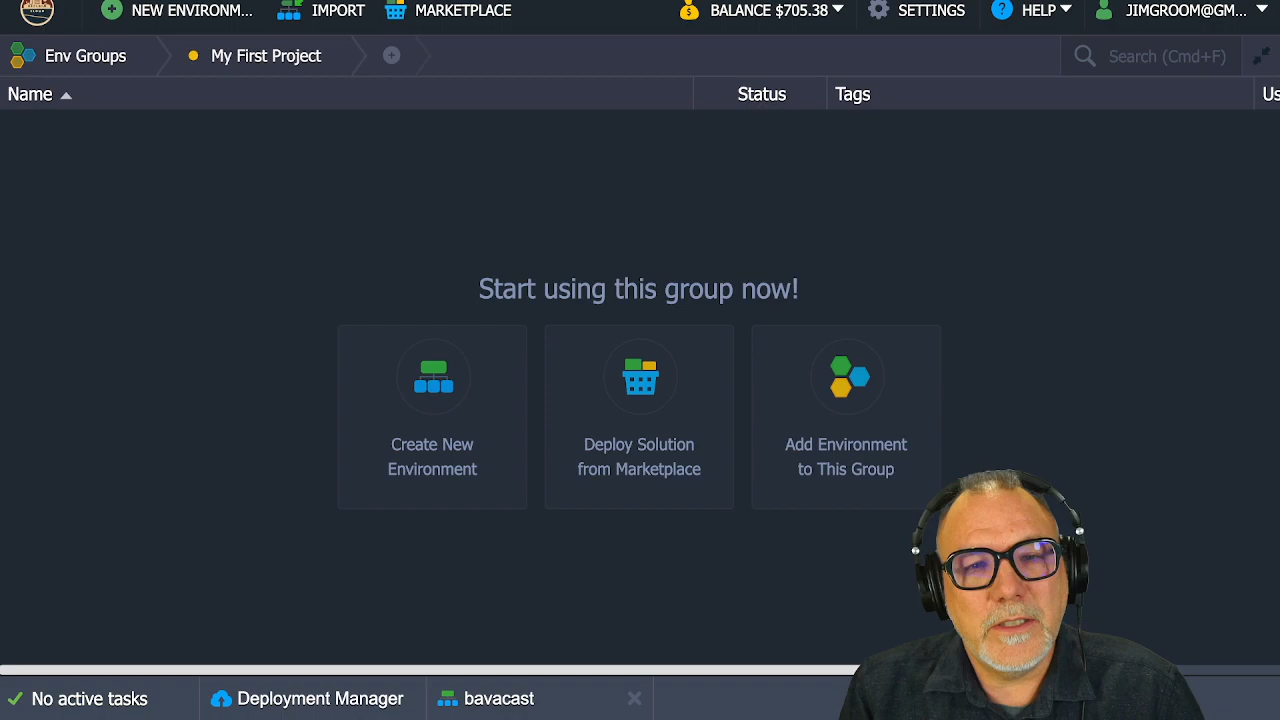 NEW ENVIRONM...
IMPORT
MARKETPLACE
BALANCE $705.38
SETTINGS
HELP
JIMGROOM@GM...
Env Groups
My First Project
Search (Cmd+F)
Name
Status
Tags
Us
Start using this group now!
Create New
Environment
Deploy Solution
from Marketplace
Add Environment
to This Group
No active tasks
Deployment Manager
bavacast